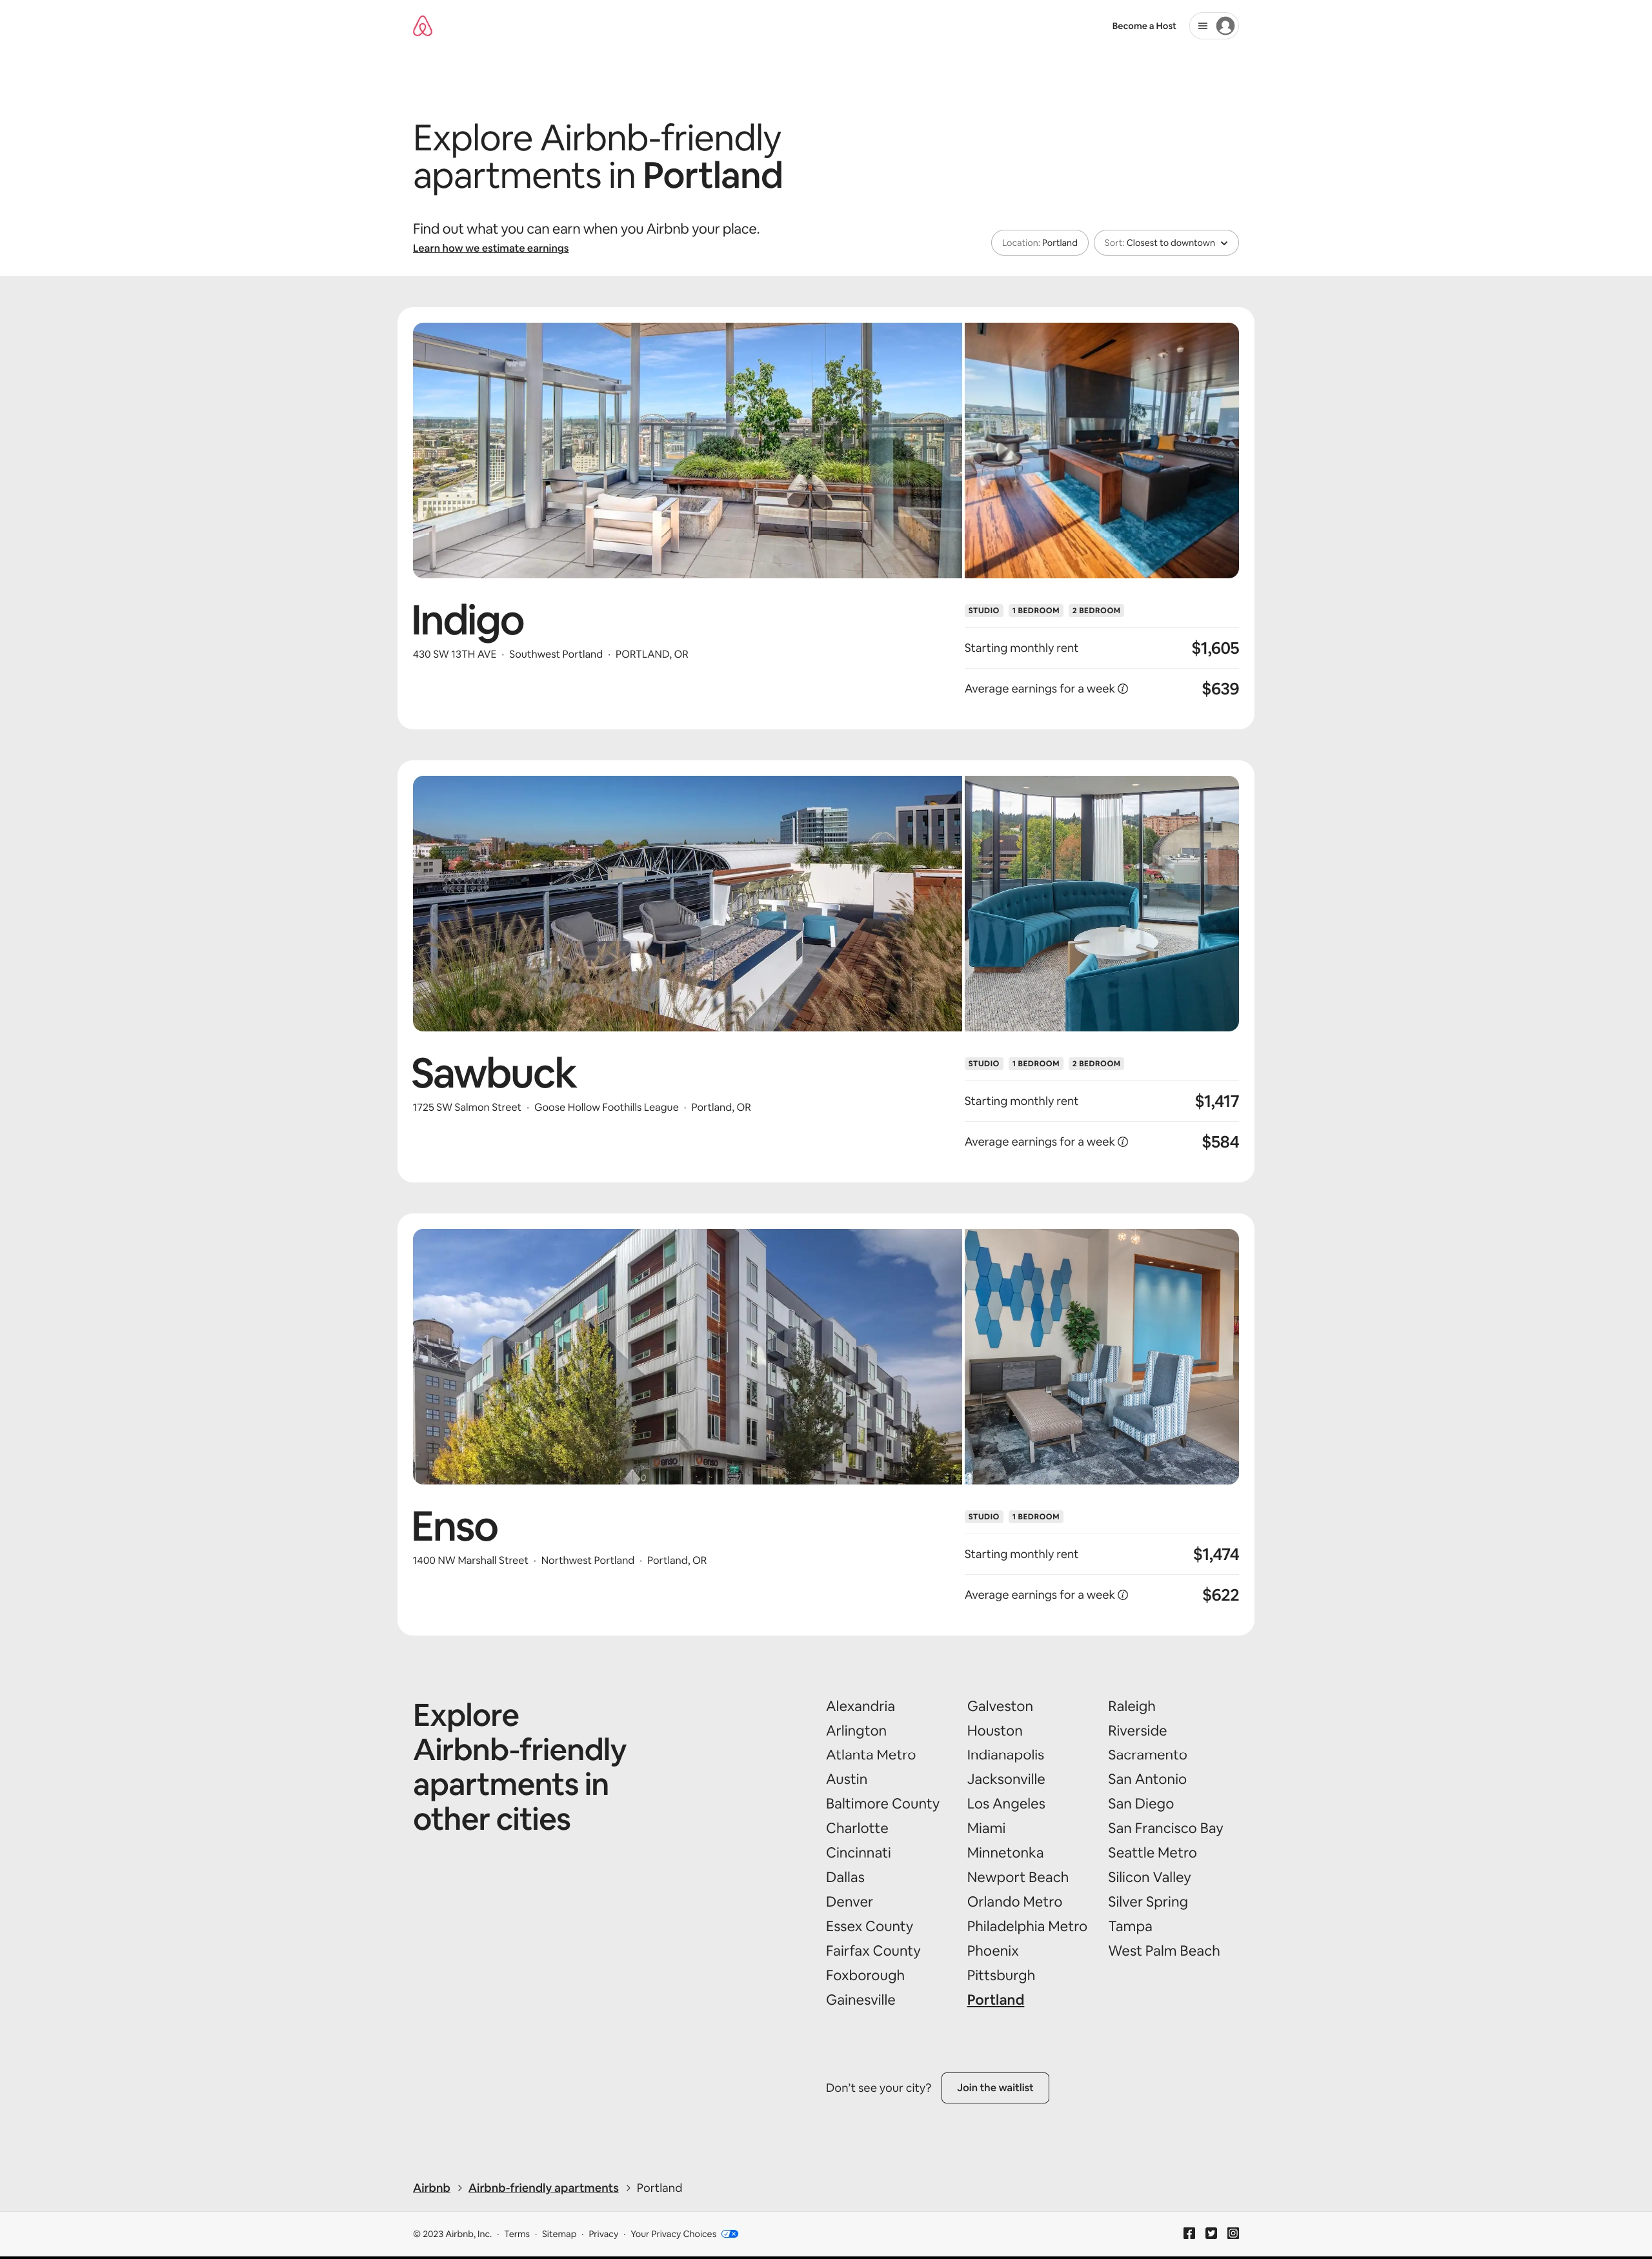 Become a Host
Explore Airbnb-friendly
apartments in Portland
Find out what you can earn when you Airbnb your place.
Learn how we estimate earnings
Location: Portland
Sort: Closest to downtown
Indigo
430 SW 13TH AVE · Southwest Portland · PORTLAND, OR
STUDIO 1 BEDROOM 2 BEDROOM
Starting monthly rent $1,605
Average earnings for a week $639
Sawbuck
1725 SW Salmon Street · Goose Hollow Foothills League · Portland, OR
STUDIO 1 BEDROOM 2 BEDROOM
Starting monthly rent $1,417
Average earnings for a week $584
enso
enso
Enso
1400 NW Marshall Street · Northwest Portland · Portland, OR
STUDIO 1 BEDROOM
Starting monthly rent $1,474
Average earnings for a week $622
Explore
Airbnb-friendly
apartments in
other cities
Alexandria
Arlington
Atlanta Metro
Austin
Baltimore County
Charlotte
Cincinnati
Dallas
Denver
Essex County
Fairfax County
Foxborough
Gainesville
Galveston
Houston
Indianapolis
Jacksonville
Los Angeles
Miami
Minnetonka
Newport Beach
Orlando Metro
Philadelphia Metro
Phoenix
Pittsburgh
Portland
Raleigh
Riverside
Sacramento
San Antonio
San Diego
San Francisco Bay
Seattle Metro
Silicon Valley
Silver Spring
Tampa
West Palm Beach
Don't see your city? Join the waitlist
Airbnb > Airbnb-friendly apartments > Portland
© 2023 Airbnb, Inc. · Terms · Sitemap · Privacy · Your Privacy Choices